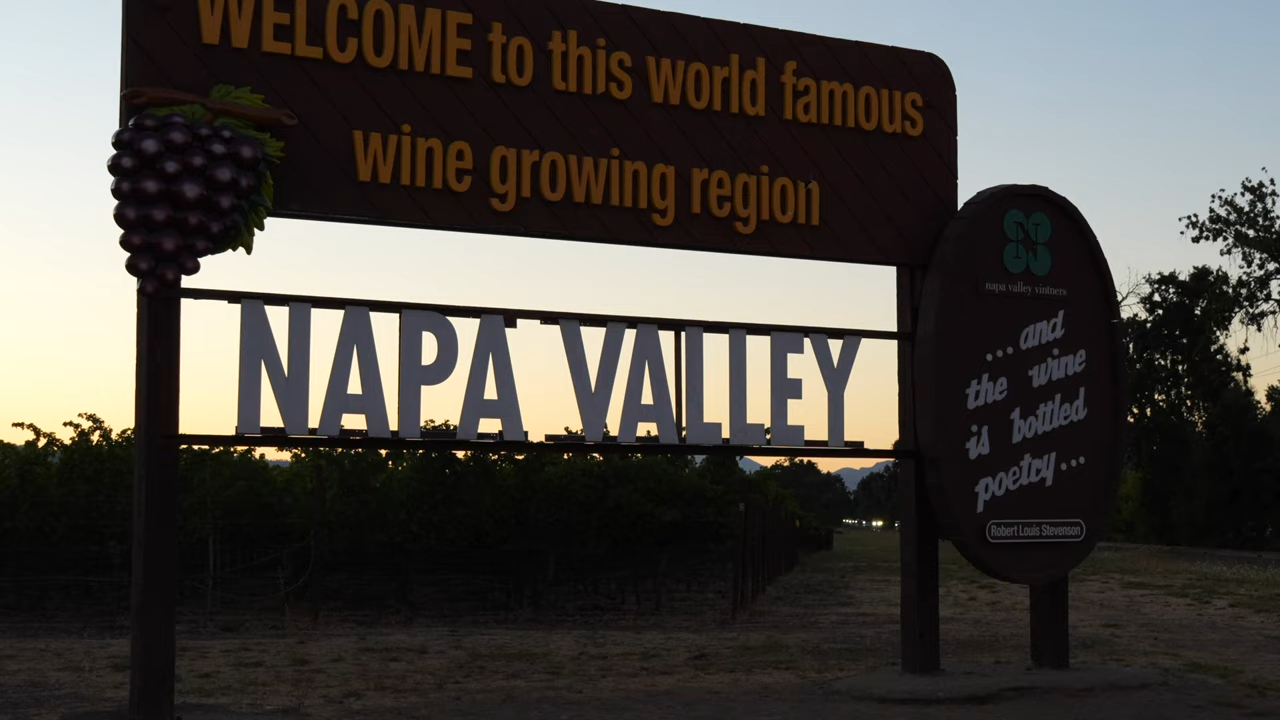 WELCOME to this world famous
wine growing region
NAPA VALLEY
N
napa valley vintners
...and
the wine
is bottled
poetry...
Robert Louis Stevenson